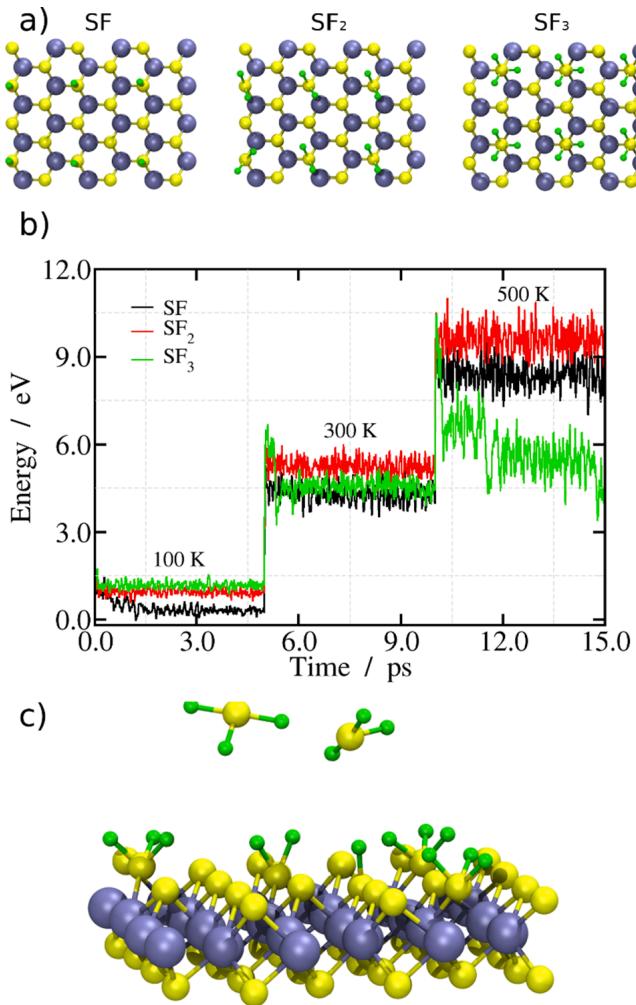 a)
SF SF₂ SF₃
b)
12.0
9.0
6.0
3.0
0.0
Energy / eV
SF
SF₂
SF₃
100 K
300 K
500 K
0.0 3.0 6.0 9.0 12.0 15.0
Time / ps
c)